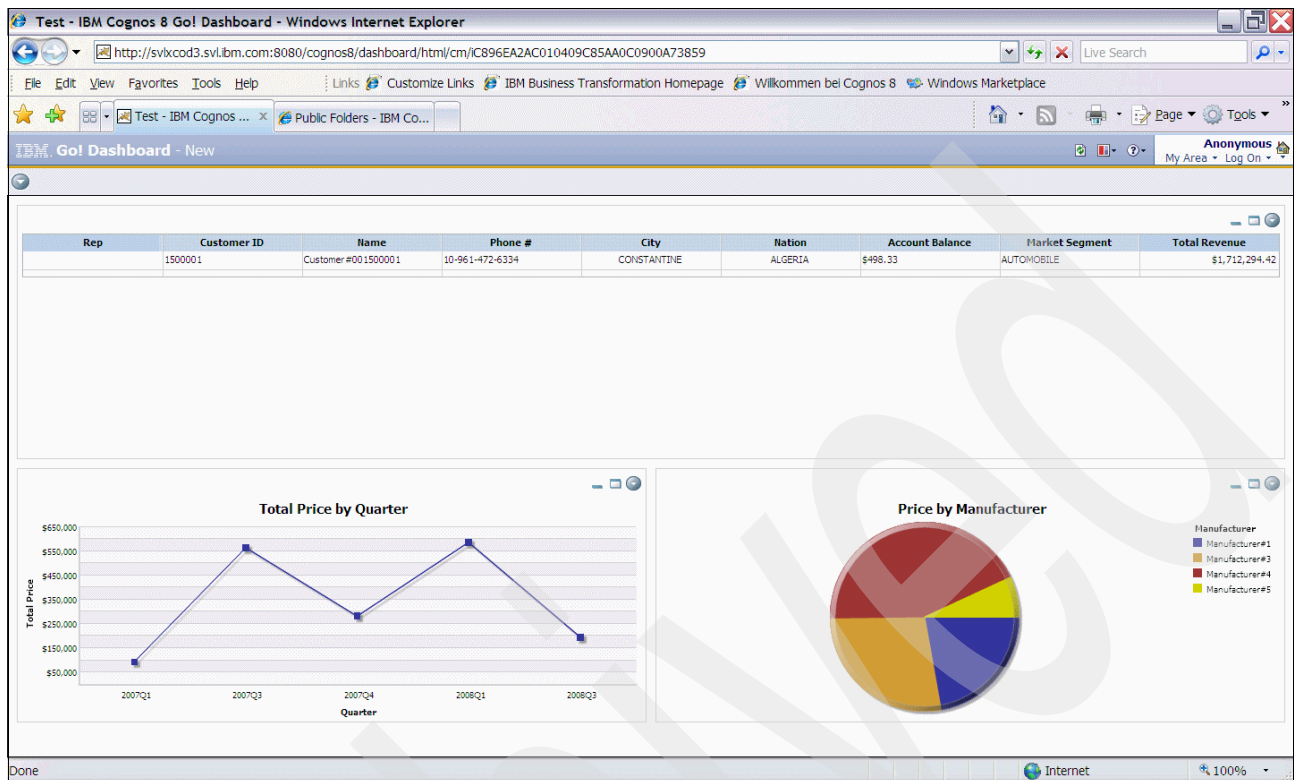 Test - IBM Cognos 8 Go! Dashboard - Windows Internet Explorer
http://svlxcod3.svl.ibm.com:8080/cognos8/dashboard/html/cm/iC896EA2AC010409C85AA0C0900A73859 Live Search
File Edit View Favorites Tools Help Links Customize Links IBM Business Transformation Homepage Willkommen bei Cognos 8 Windows Marketplace
Test - IBM Cognos ... x Public Folders - IBM Co... Page Tools »
IBM. Go! Dashboard - New Anonymous
My Area Log On
Rep Customer ID Name Phone # City Nation Account Balance Market Segment Total Revenue
1500001 Customer#001500001 10-961-472-6334 CONSTANTINE ALGERIA $498.33 AUTOMOBILE $1,712,294.42
Total Price by Quarter
$650,000
$550,000
$450,000
$350,000
$250,000
$150,000
$50,000
Total Price
2007Q1 2007Q3 2007Q4 2008Q1 2008Q3
Quarter
Price by Manufacturer
Manufacturer
Manufacturer#1
Manufacturer#3
Manufacturer#4
Manufacturer#5
Done Internet 100%